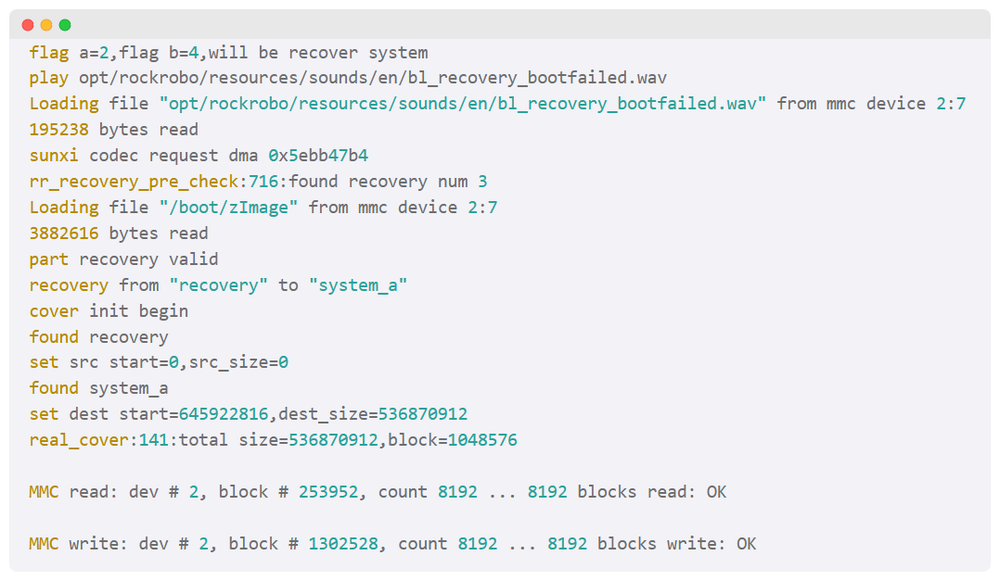 flag a=2,flag b=4,will be recover system
play opt/rockrobo/resources/sounds/en/bl_recovery_bootfailed.wav
Loading file "opt/rockrobo/resources/sounds/en/bl_recovery_bootfailed.wav" from mmc device 2:7
195238 bytes read
sunxi codec request dma 0x5ebb47b4
rr_recovery_pre_check:716:found recovery num 3
Loading file "/boot/zImage" from mmc device 2:7
3882616 bytes read
part recovery valid
recovery from "recovery" to "system_a"
cover init begin
found recovery
set src start=0,src_size=0
found system_a
set dest start=645922816,dest_size=536870912
real_cover:141:total size=536870912,block=1048576
MMC read: dev # 2, block # 253952, count 8192 ... 8192 blocks read: OK
MMC write: dev # 2, block # 1302528, count 8192 ... 8192 blocks write: OK